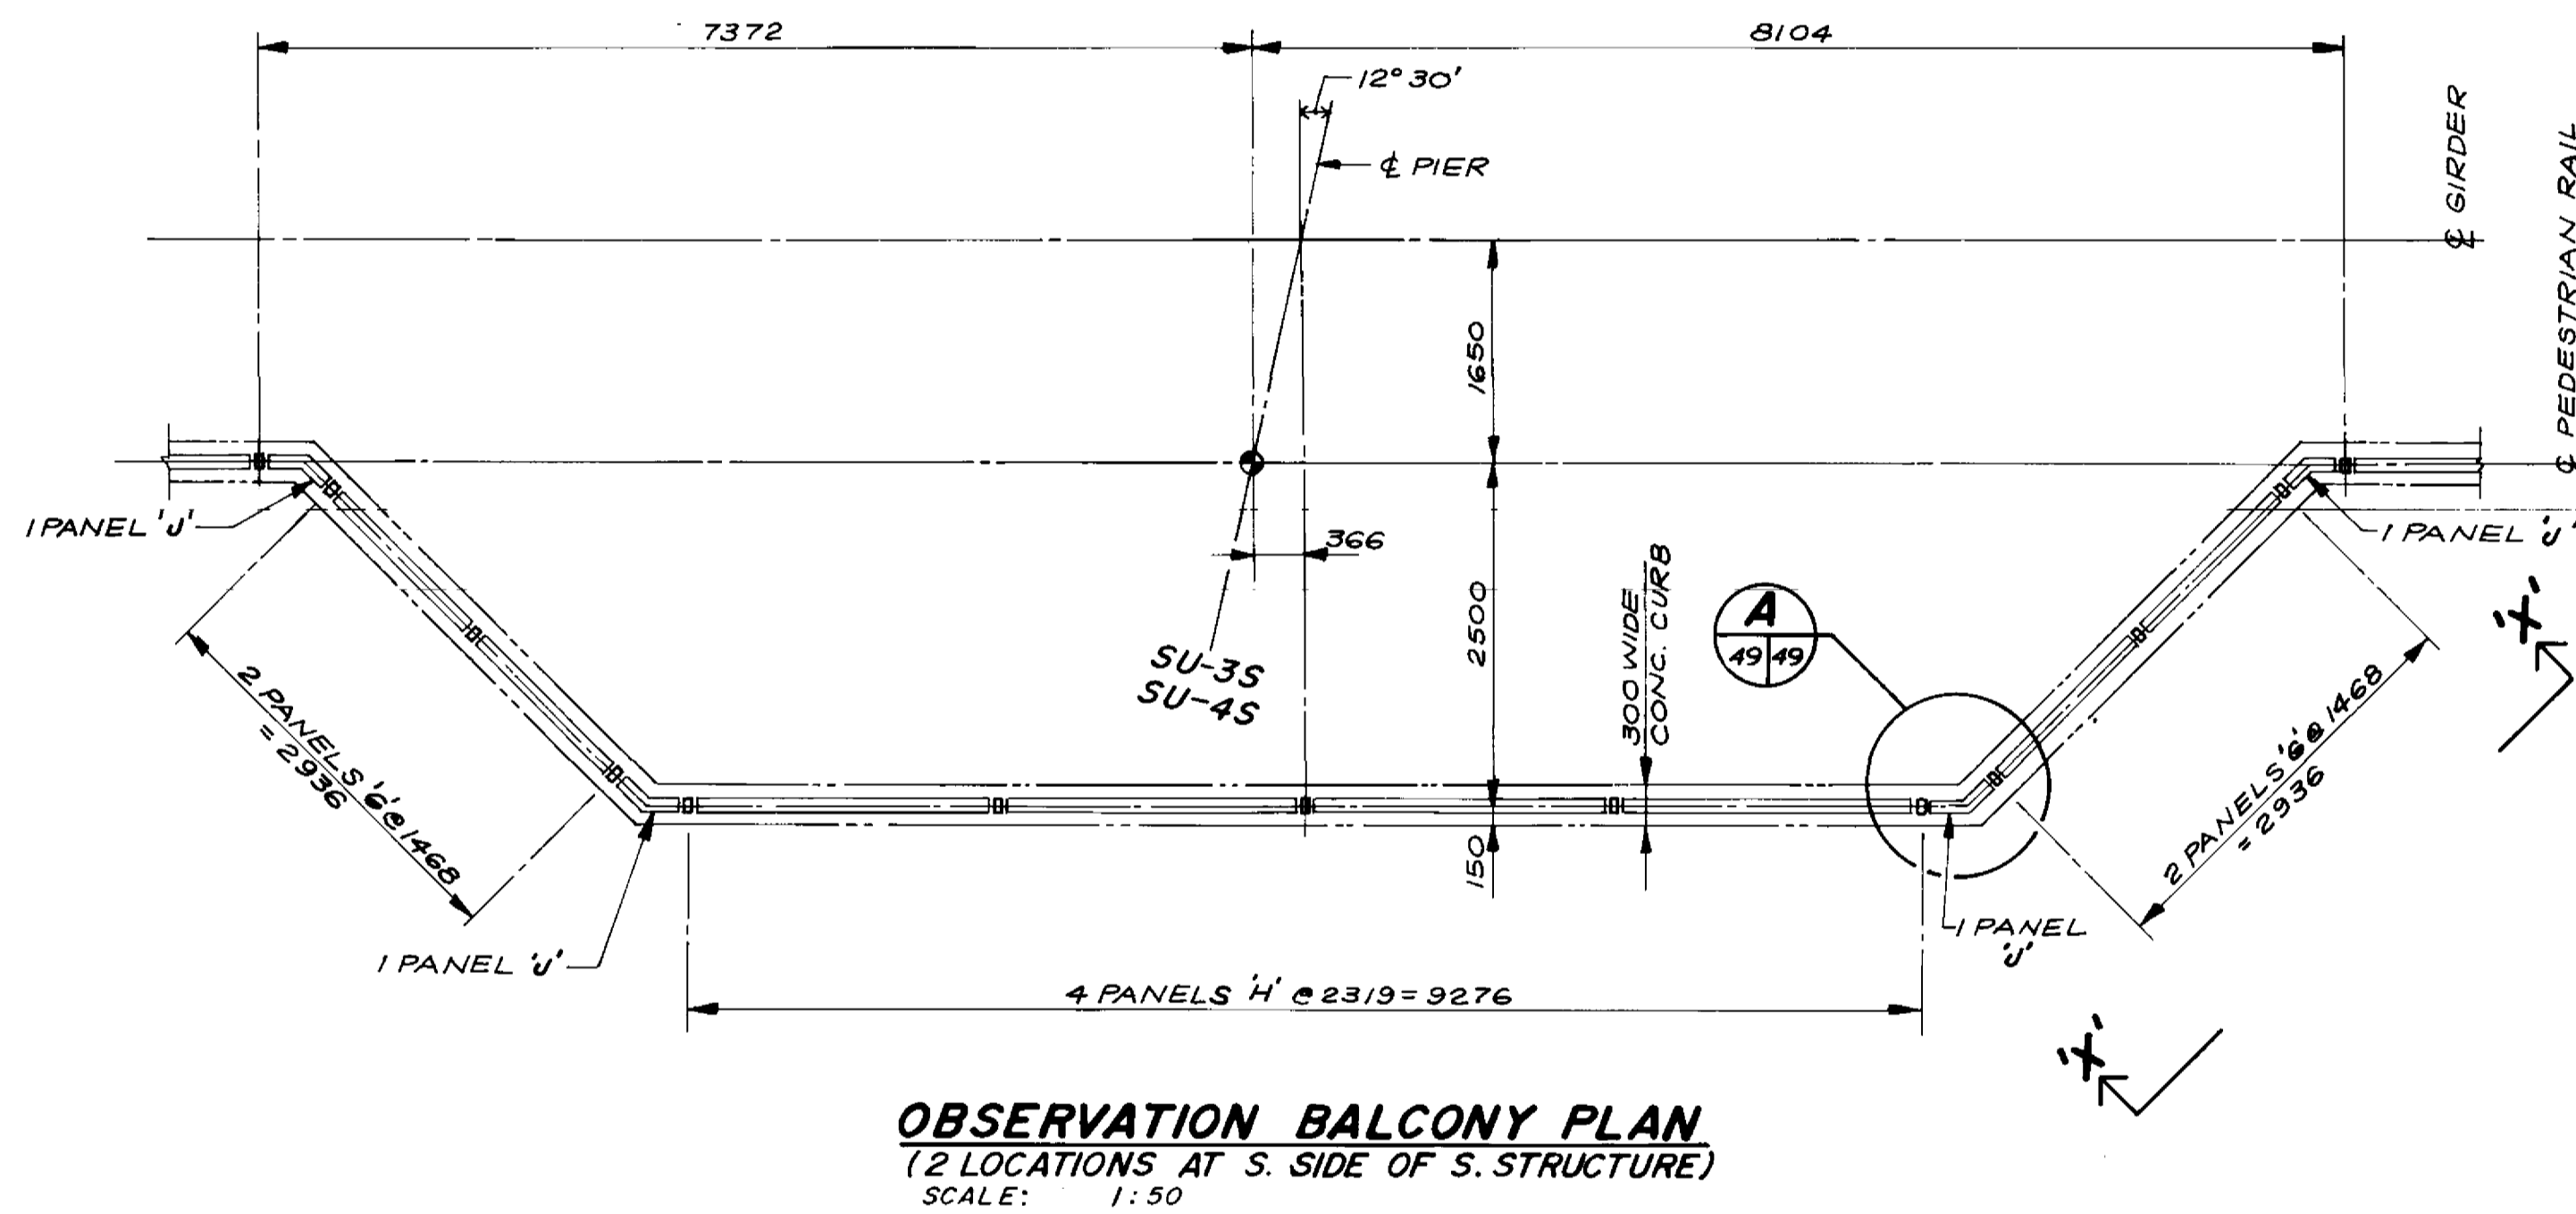 7372
8104
12°30'
℄ PIER
℄ GIRDER
℄ PEDESTRIAN RAIL
1650
1 PANEL 'J'
1 PANEL 'J'
366
2500
300 WIDE
CONC. CURB
A
49 49
'X'
SU-3S
SU-4S
2 PANELS 'G' @ 1468
= 2936
2 PANELS 'G' @ 1468
= 2936
150
1 PANEL 'J'
1 PANEL
'J'
4 PANELS 'H' @ 2319 = 9276
'X'
OBSERVATION BALCONY PLAN
(2 LOCATIONS AT S. SIDE OF S. STRUCTURE)
SCALE: 1:50